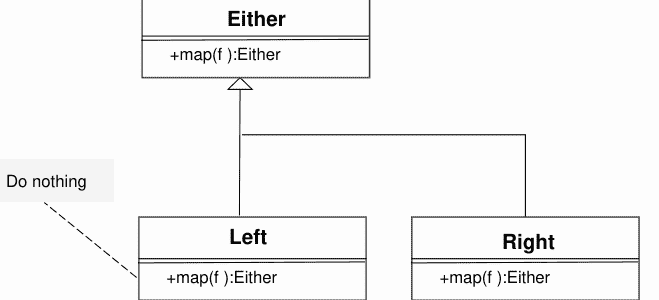 Either
+map(f ):Either
Do nothing
Left
Right
+map(f ):Either
+map(f ):Either